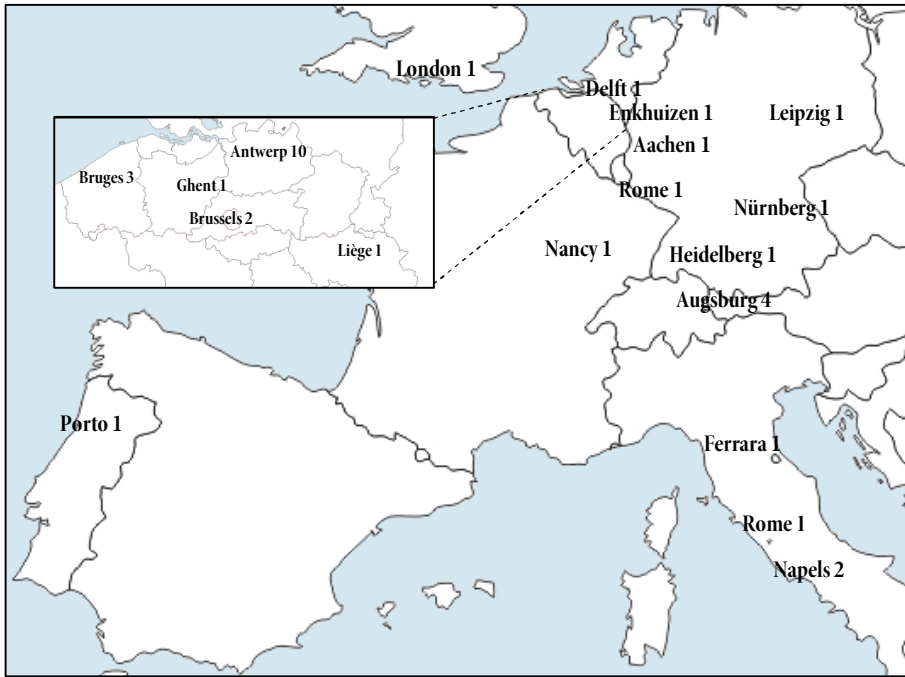 London 1
Delft 1
Enkhuizen 1
Leipzig 1
Aachen 1
Antwerp 10
Bruges 3
Ghent 1
Brussels 2
Liège 1
Rome 1
Nürnberg 1
Nancy 1
Heidelberg 1
Augsburg 4
Porto 1
Ferrara 1
Rome 1
Napels 2